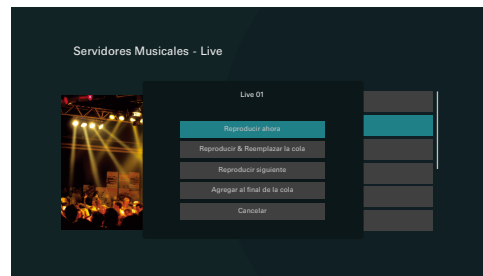 Servidores Musicales - Live
Live 01
Reproducir ahora
Reproducir & Reemplazar la cola
Reproducir siguiente
Agregar al final de la cola
Cancelar